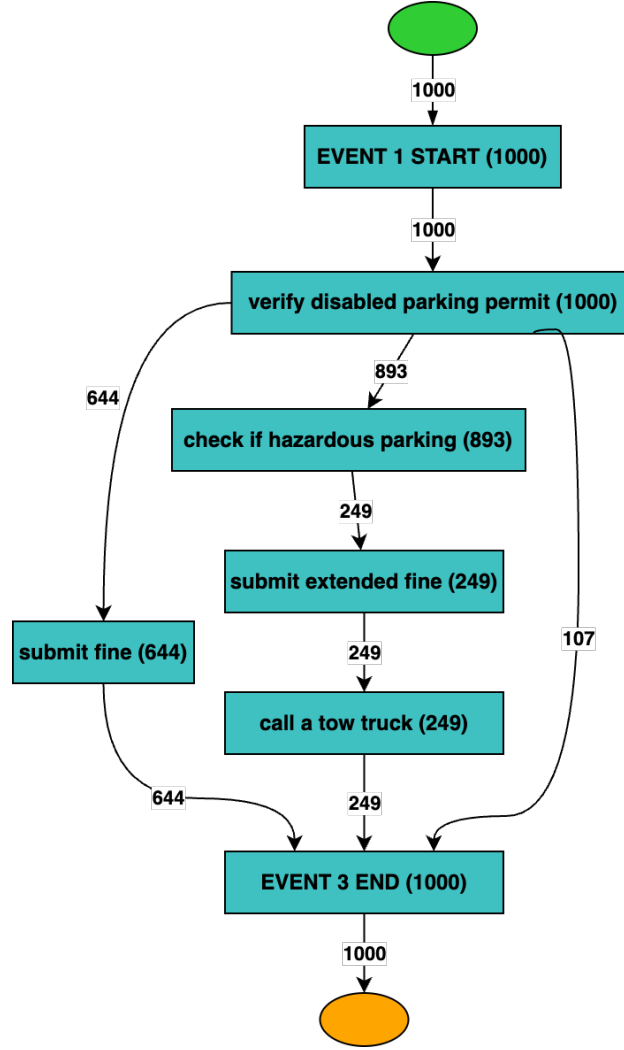 1000
EVENT 1 START (1000)
1000
verify disabled parking permit (1000)
893
644
check if hazardous parking (893)
249
submit extended fine (249)
107
submit fine (644)
249
call a tow truck (249)
644
249
EVENT 3 END (1000)
1000